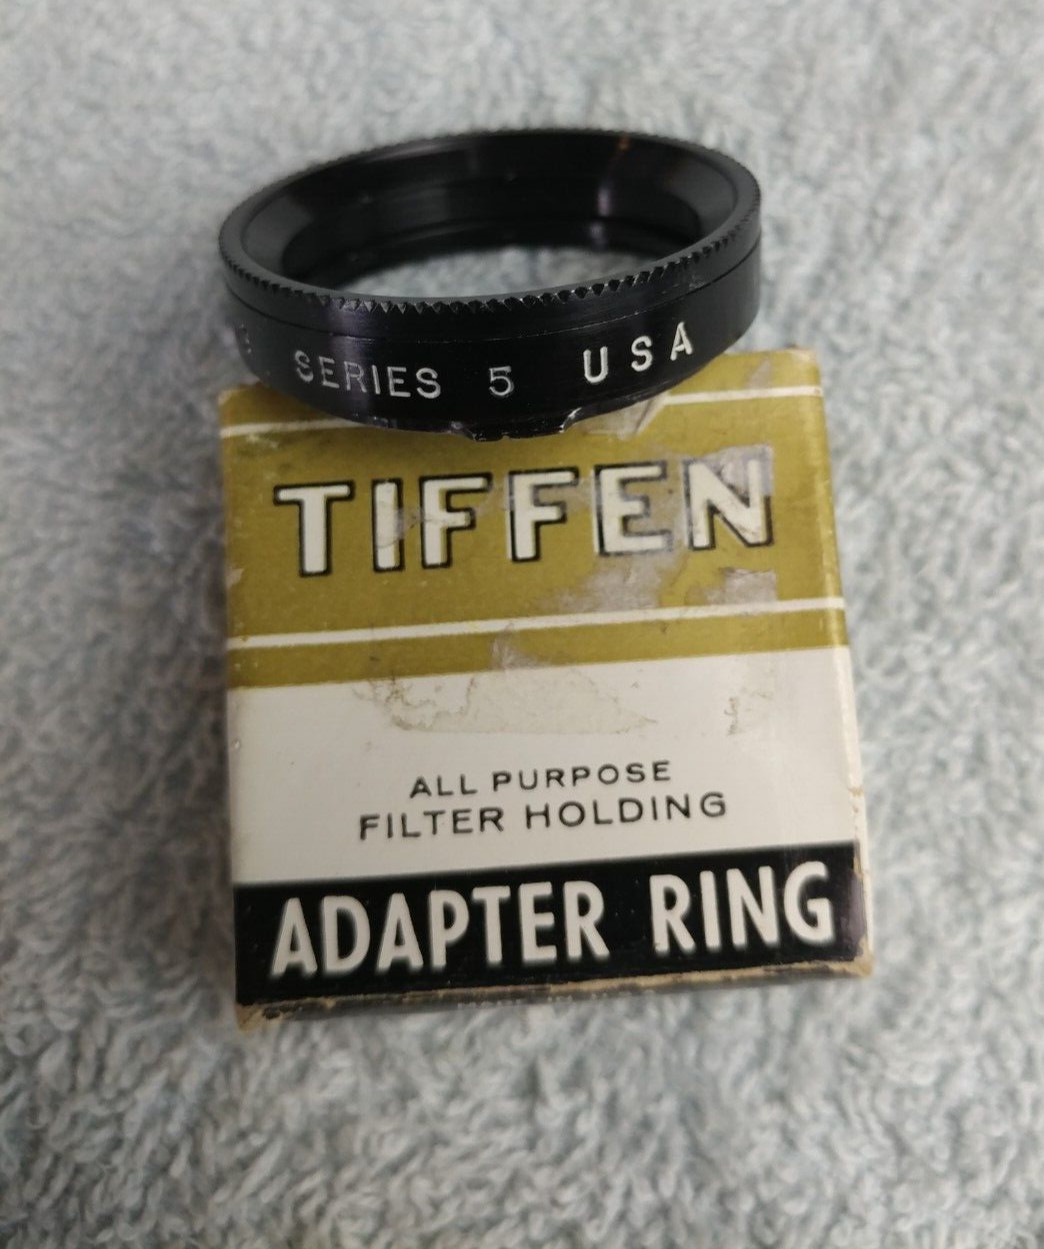 SERIES 5 USA
TIFFEN
ALL PURPOSE
FILTER HOLDING
ADAPTER RING